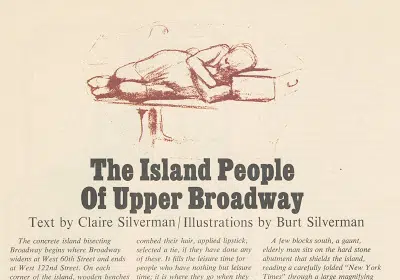 The Island People
Of Upper Broadway
Text by Claire Silverman/Illustrations by Burt Silverman
The concrete island bisecting
Broadway begins where Broadway
widens at West 60th Street and ends
at West 122nd Street. On each
corner of the island, wooden benches
combed their hair, applied lipstick,
selected a tie, if they have done any
of these. It fills the leisure time for
people who have nothing but leisure
time; it is where they go when they
A few blocks south, a gaunt,
elderly man sits on the hard stone
abutment that shields the island,
reading a carefully folded "New York
Times" through a large magnifying